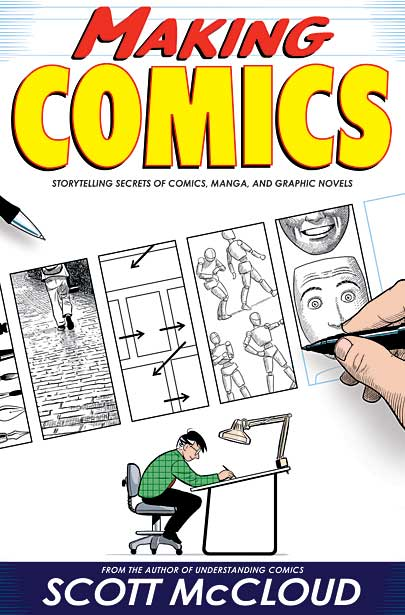 MAKING
COMICS
STORYTELLING SECRETS OF COMICS, MANGA, AND GRAPHIC NOVELS
FROM THE AUTHOR OF UNDERSTANDING COMICS
SCOTT McCLOUD